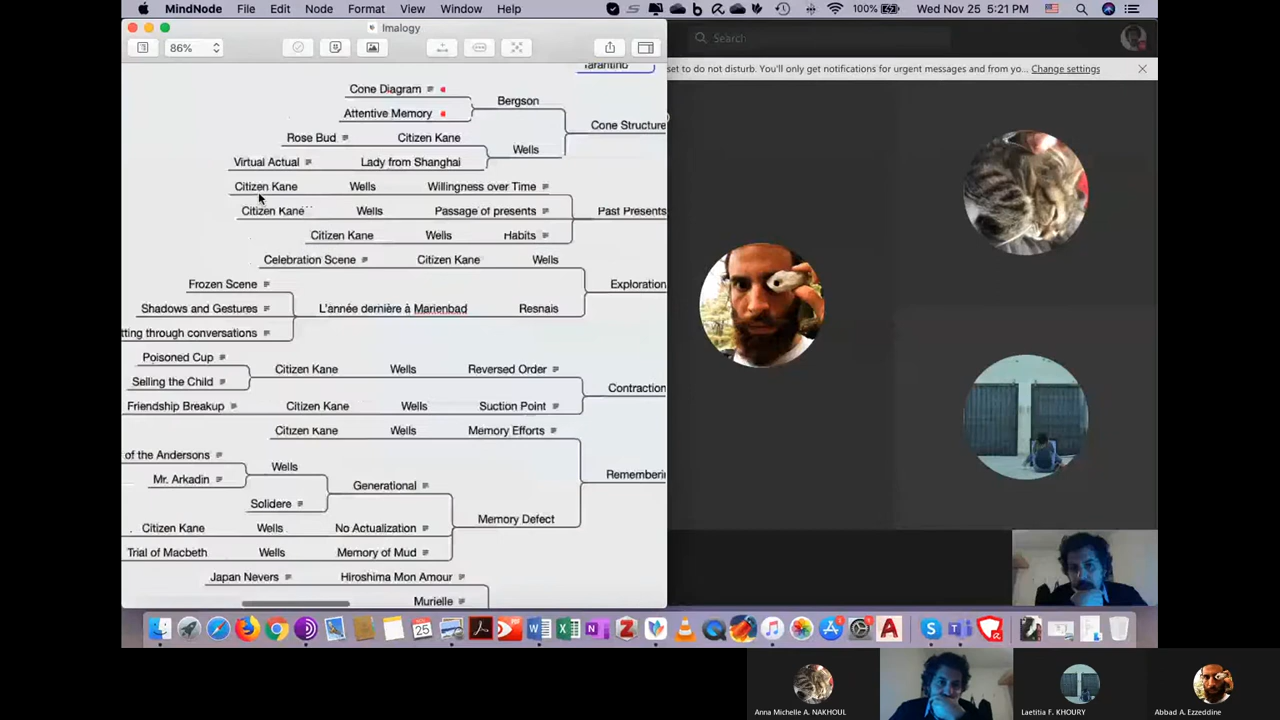 MindNode File Edit Node Format View Window Help 100% Wed Nov 25 5:21 PM
Imalogy
86%
Search
set to do not disturb. You'll only get notifications for urgent messages and from yo... Change settings
Tarantino
Cone Diagram
Bergson
Attentive Memory
Cone Structure
Rose Bud Citizen Kane
Wells
Virtual Actual Lady from Shanghai
Citizen Kane Wells Willingness over Time
Citizen Kane Wells Passage of presents Past Presents
Citizen Kane Wells Habits
Celebration Scene Citizen Kane Wells
Frozen Scene Exploration
Shadows and Gestures L'année dernière à Marienbad Resnais
tting through conversations
Poisoned Cup
Citizen Kane Wells Reversed Order
Selling the Child
Contraction
Friendship Breakup Citizen Kane Wells Suction Point
Citizen Kane Wells Memory Efforts
of the Andersons
Wells
Rememberi
Mr. Arkadin
Generational
Solidere
Memory Defect
Citizen Kane Wells No Actualization
Trial of Macbeth Wells Memory of Mud
Japan Nevers Hiroshima Mon Amour
Murielle
25
Anna Michelle A. NAKHOUL
Laetitia F. KHOURY
Abbad A. Ezzeddine